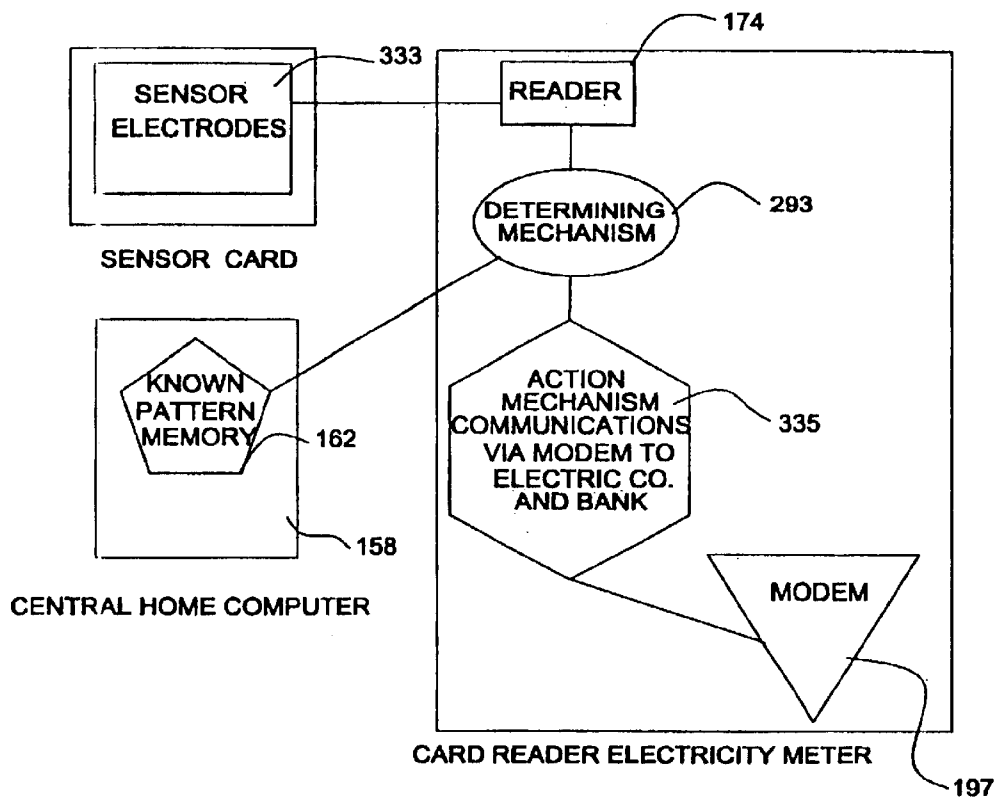 174
333
SENSOR
ELECTRODES
READER
SENSOR CARD
DETERMINING
MECHANISM
293
KNOWN
PATTERN
MEMORY
162
158
CENTRAL HOME COMPUTER
ACTION
MECHANISM
COMMUNICATIONS
VIA MODEM TO
ELECTRIC CO.
AND BANK
335
MODEM
197
CARD READER ELECTRICITY METER